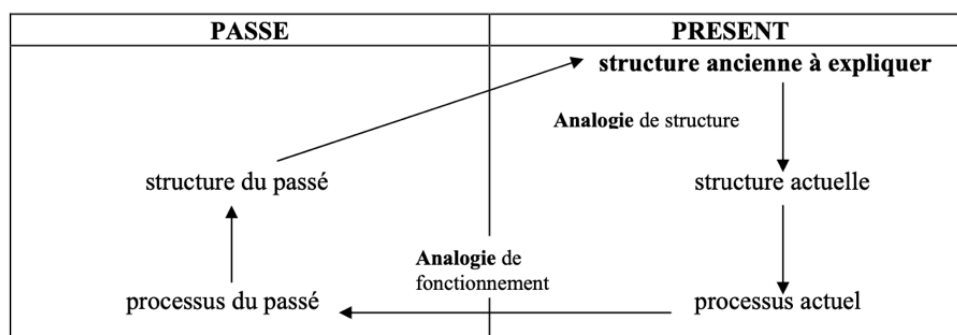 PASSE
PRESENT
structure ancienne à expliquer
Analogie de structure
structure du passé
structure actuelle
Analogie de
fonctionnement
processus du passé
processus actuel